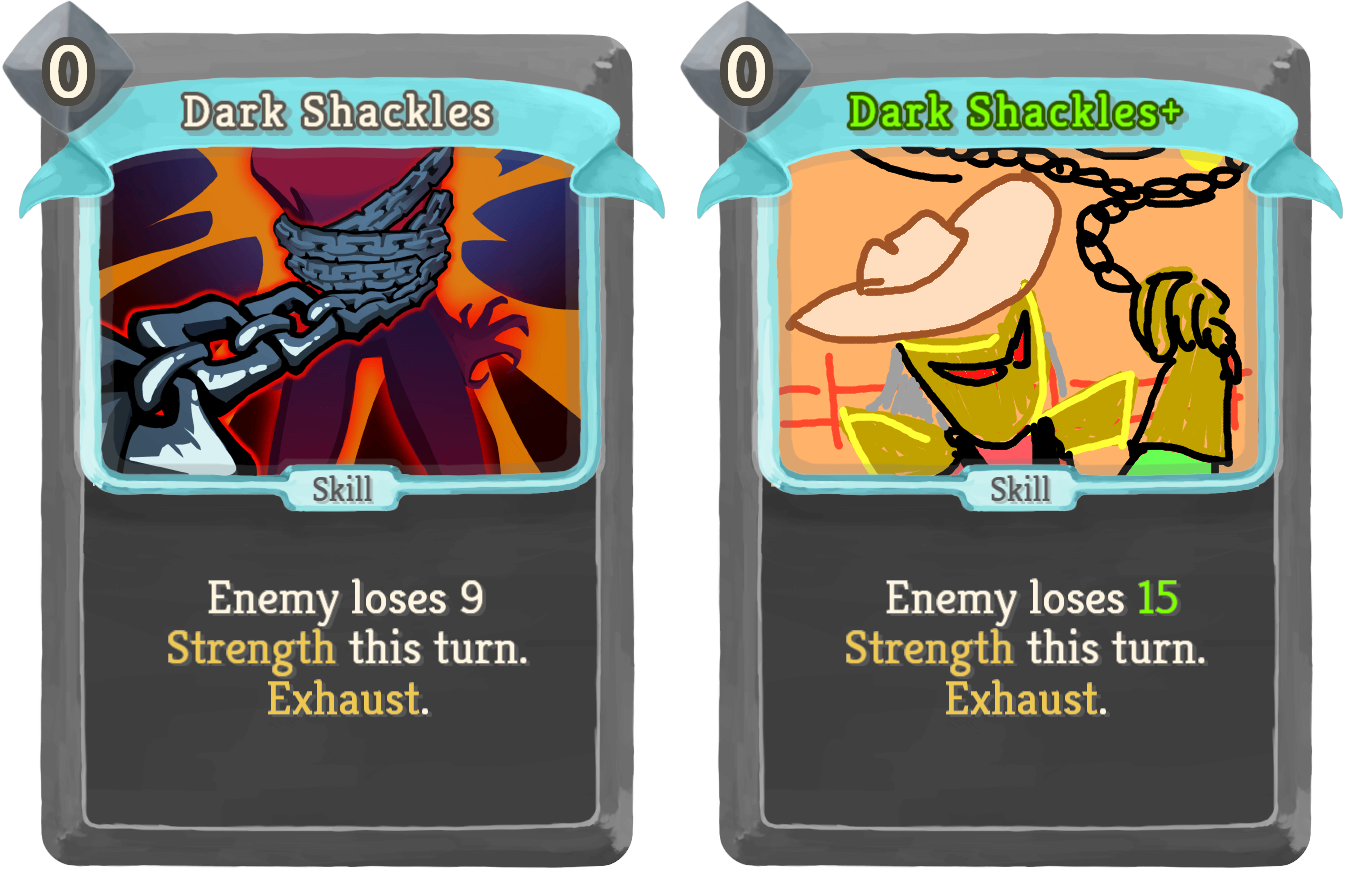 0
Dark Shackles
Skill
Enemy loses 9
Strength this turn.
Exhaust.
0
Dark Shackles+
Skill
Enemy loses 15
Strength this turn.
Exhaust.